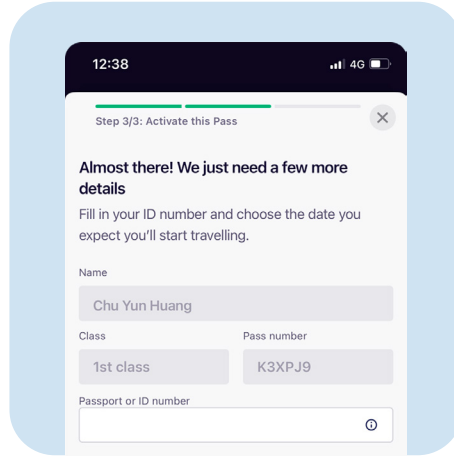 12:38
4G
Step 3/3: Activate this Pass
Almost there! We just need a few more
details
Fill in your ID number and choose the date you
expect you'll start travelling.
Name
Chu Yun Huang
Class
Pass number
1st class
K3XPJ9
Passport or ID number